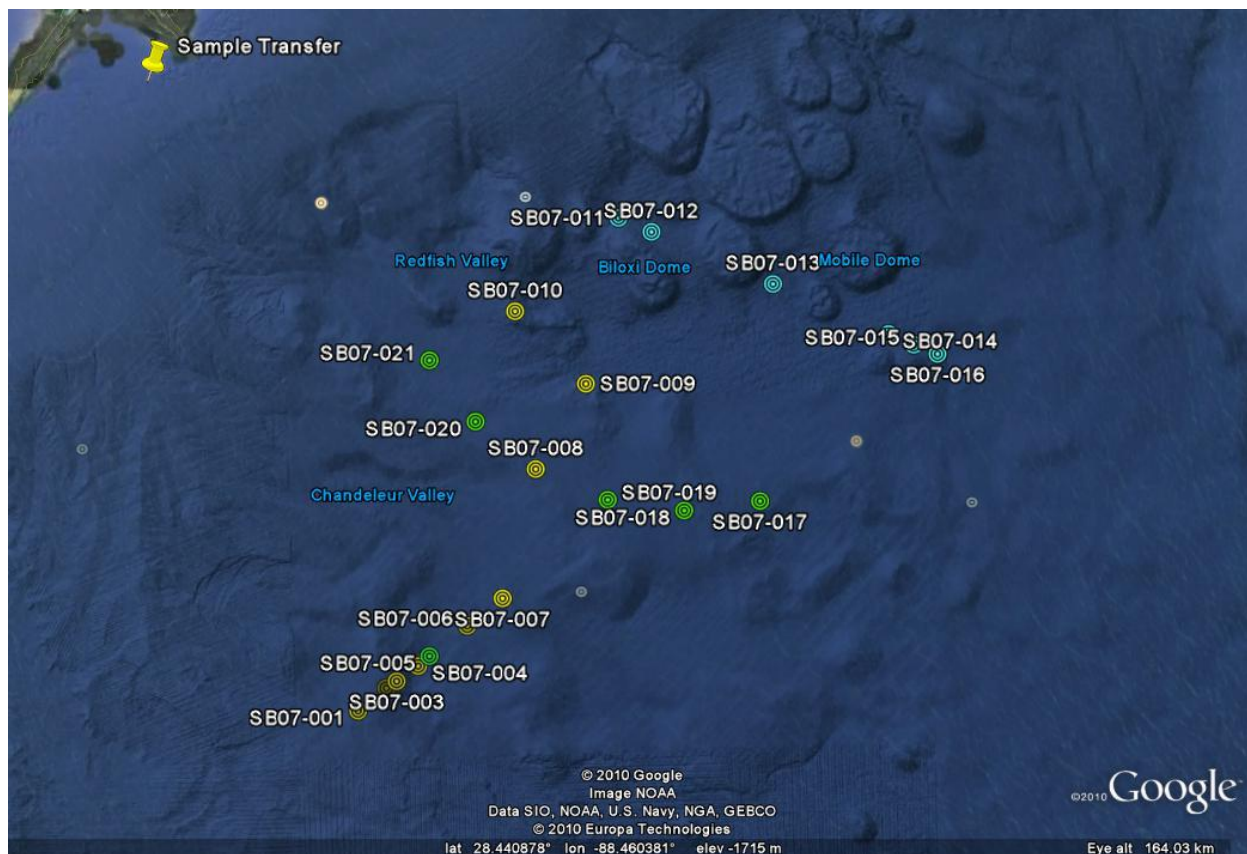 Sample Transfer
SB07-011
SB07-012
Redfish Valley
Biloxi Dome
SB07-013
Mobile Dome
SB07-010
SB07-021
SB07-015
SB07-014
SB07-016
SB07-009
SB07-020
SB07-008
Chandeleur Valley
SB07-019
SB07-018
SB07-017
SB07-006
SB07-007
SB07-005
SB07-004
SB07-003
SB07-001
© 2010 Google
Image NOAA
Data SIO, NOAA, U.S. Navy, NGA, GEBCO
© 2010 Europa Technologies
©2010 Google
lat 28.440878° lon -88.460381° elev -1715 m
Eye alt 164.03 km